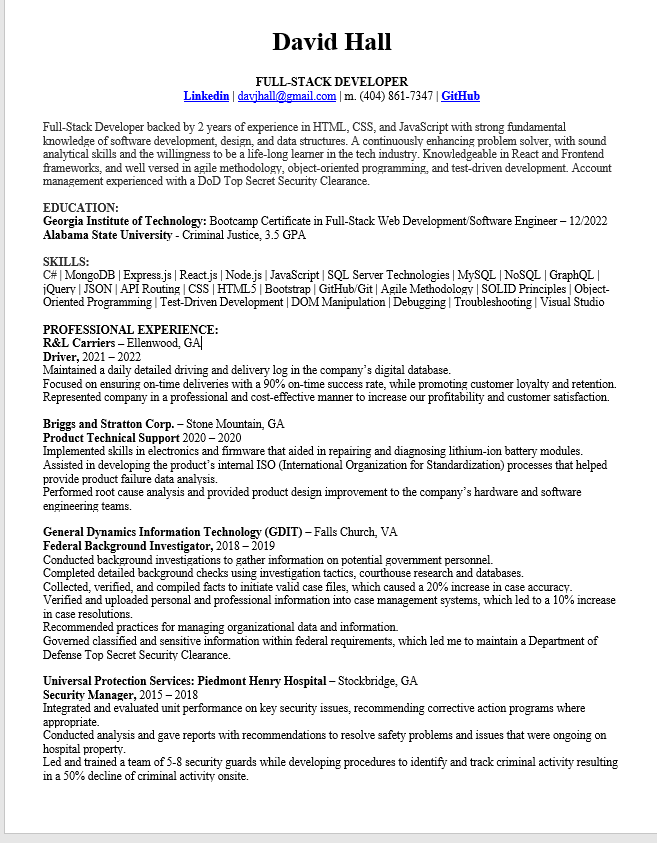 David Hall
FULL-STACK DEVELOPER
Linkedin | davjhall@gmail.com | m. (404) 861-7347 | GitHub
Full-Stack Developer backed by 2 years of experience in HTML, CSS, and JavaScript with strong fundamental
knowledge of software development, design, and data structures. A continuously enhancing problem solver, with sound
analytical skills and the willingness to be a life-long learner in the tech industry. Knowledgeable in React and Frontend
frameworks, and well versed in agile methodology, object-oriented programming, and test-driven development. Account
management experienced with a DoD Top Secret Security Clearance.
EDUCATION:
Georgia Institute of Technology: Bootcamp Certificate in Full-Stack Web Development/Software Engineer – 12/2022
Alabama State University - Criminal Justice, 3.5 GPA
SKILLS:
C# | MongoDB | Express.js | React.js | Node.js | JavaScript | SQL Server Technologies | MySQL | NoSQL | GraphQL |
jQuery | JSON | API Routing | CSS | HTML5 | Bootstrap | GitHub/Git | Agile Methodology | SOLID Principles | Object-
Oriented Programming | Test-Driven Development | DOM Manipulation | Debugging | Troubleshooting | Visual Studio
PROFESSIONAL EXPERIENCE:
R&L Carriers – Ellenwood, GA
Driver, 2021 – 2022
Maintained a daily detailed driving and delivery log in the company's digital database.
Focused on ensuring on-time deliveries with a 90% on-time success rate, while promoting customer loyalty and retention.
Represented company in a professional and cost-effective manner to increase our profitability and customer satisfaction.
Briggs and Stratton Corp. – Stone Mountain, GA
Product Technical Support 2020 – 2020
Implemented skills in electronics and firmware that aided in repairing and diagnosing lithium-ion battery modules.
Assisted in developing the product's internal ISO (International Organization for Standardization) processes that helped
provide product failure data analysis.
Performed root cause analysis and provided product design improvement to the company's hardware and software
engineering teams.
General Dynamics Information Technology (GDIT) – Falls Church, VA
Federal Background Investigator, 2018 – 2019
Conducted background investigations to gather information on potential government personnel.
Completed detailed background checks using investigation tactics, courthouse research and databases.
Collected, verified, and compiled facts to initiate valid case files, which caused a 20% increase in case accuracy.
Verified and uploaded personal and professional information into case management systems, which led to a 10% increase
in case resolutions.
Recommended practices for managing organizational data and information.
Governed classified and sensitive information within federal requirements, which led me to maintain a Department of
Defense Top Secret Security Clearance.
Universal Protection Services: Piedmont Henry Hospital – Stockbridge, GA
Security Manager, 2015 – 2018
Integrated and evaluated unit performance on key security issues, recommending corrective action programs where
appropriate.
Conducted analysis and gave reports with recommendations to resolve safety problems and issues that were ongoing on
hospital property.
Led and trained a team of 5-8 security guards while developing procedures to identify and track criminal activity resulting
in a 50% decline of criminal activity onsite.